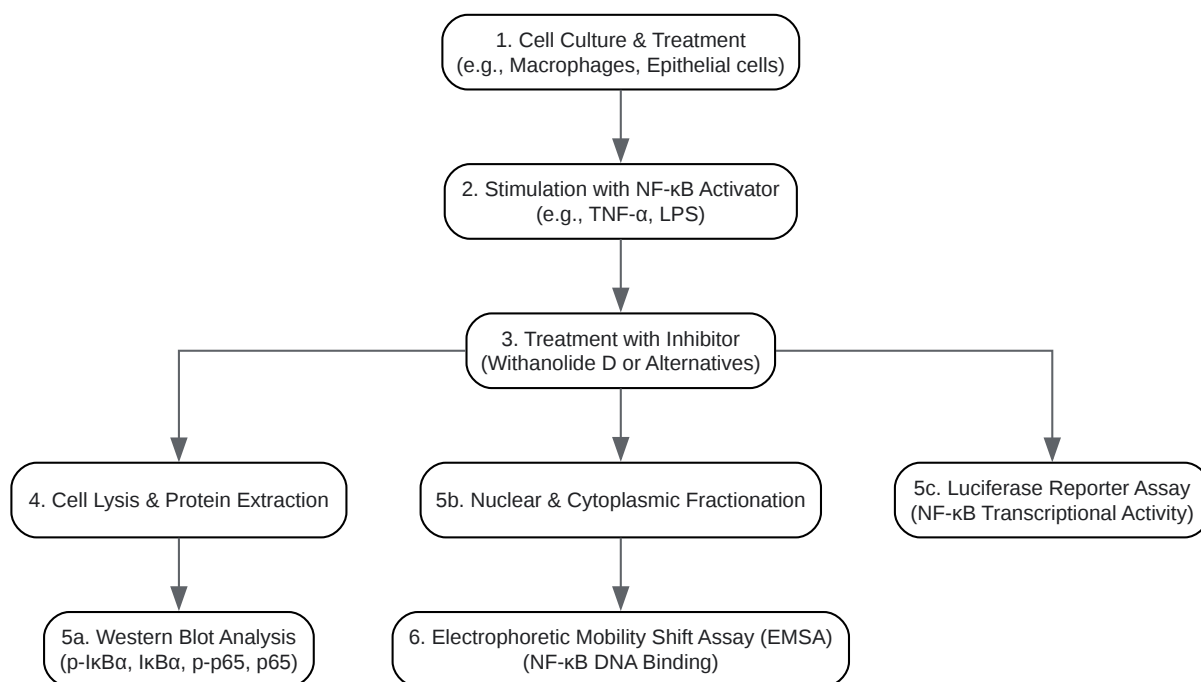 1. Cell Culture & Treatment
(e.g., Macrophages, Epithelial cells)
2. Stimulation with NF-κB Activator
(e.g., TNF-α, LPS)
3. Treatment with Inhibitor
(Withanolide D or Alternatives)
4. Cell Lysis & Protein Extraction
5b. Nuclear & Cytoplasmic Fractionation
5c. Luciferase Reporter Assay
(NF-κB Transcriptional Activity)
5a. Western Blot Analysis
(p-IκBα, IκBα, p-p65, p65)
6. Electrophoretic Mobility Shift Assay (EMSA)
(NF-κB DNA Binding)